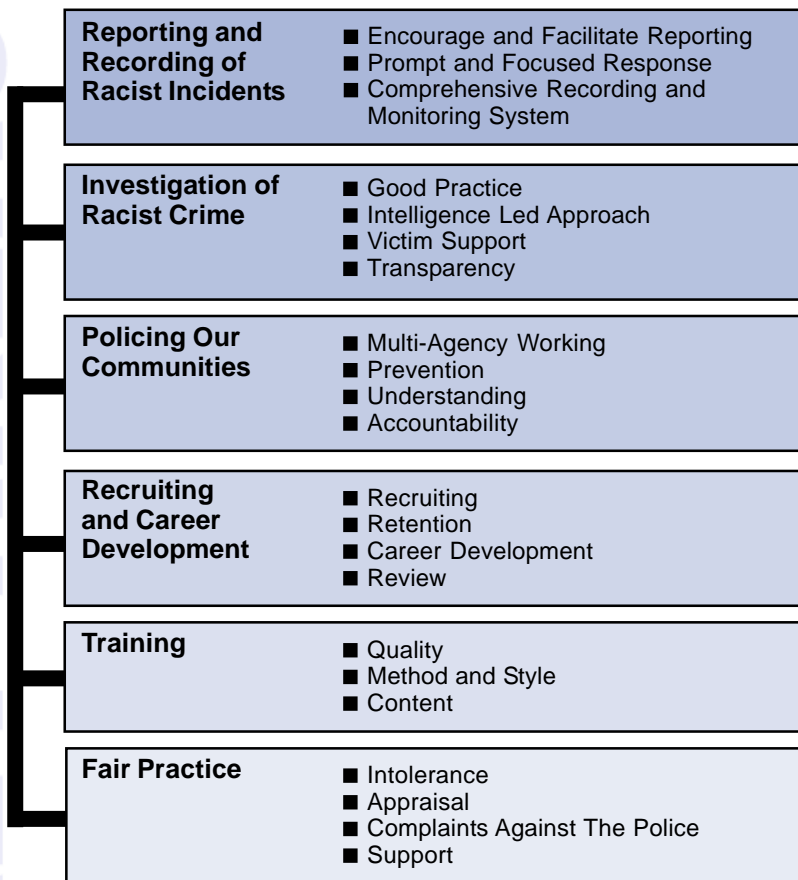 Reporting and
Recording of
Racist Incidents
■ Encourage and Facilitate Reporting
■ Prompt and Focused Response
■ Comprehensive Recording and
Monitoring System
Investigation of
Racist Crime
■ Good Practice
■ Intelligence Led Approach
■ Victim Support
■ Transparency
Policing Our
Communities
■ Multi-Agency Working
■ Prevention
■ Understanding
■ Accountability
Recruiting
and Career
Development
■ Recruiting
■ Retention
■ Career Development
■ Review
Training
■ Quality
■ Method and Style
■ Content
Fair Practice
■ Intolerance
■ Appraisal
■ Complaints Against The Police
■ Support